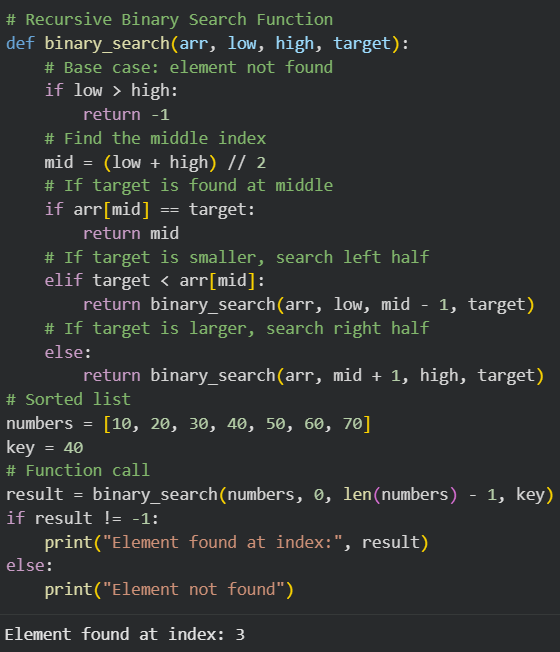 # Recursive Binary Search Function
def binary_search(arr, low, high, target):
    # Base case: element not found
    if low > high:
        return -1
    # Find the middle index
    mid = (low + high) // 2
    # If target is found at middle
    if arr[mid] == target:
        return mid
    # If target is smaller, search left half
    elif target < arr[mid]:
        return binary_search(arr, low, mid - 1, target)
    # If target is larger, search right half
    else:
        return binary_search(arr, mid + 1, high, target)
# Sorted list
numbers = [10, 20, 30, 40, 50, 60, 70]
key = 40
# Function call
result = binary_search(numbers, 0, len(numbers) - 1, key)
if result != -1:
    print("Element found at index:", result)
else:
    print("Element not found")
Element found at index: 3